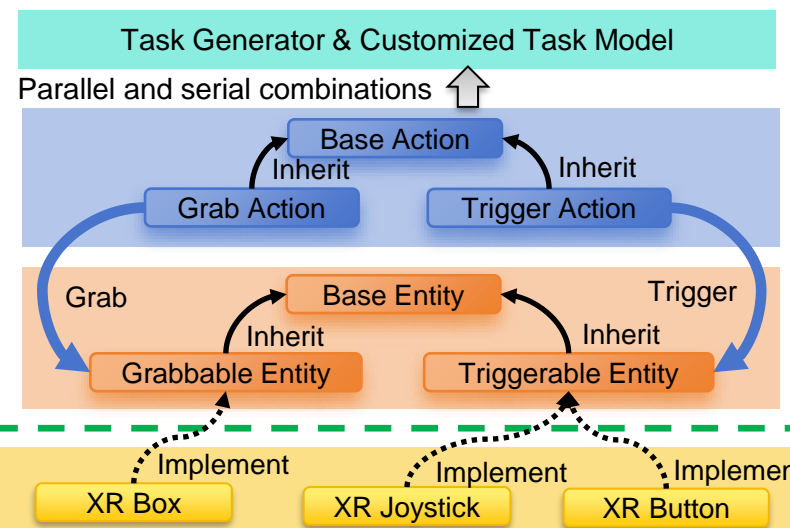 Task Generator & Customized Task Model
Parallel and serial combinations
Base Action
Inherit
Inherit
Grab Action
Trigger Action
Grab
Trigger
Base Entity
Inherit
Inherit
Grabbable Entity
Triggerable Entity
Implement
Implement
Implemen
XR Box
XR Joystick
XR Button